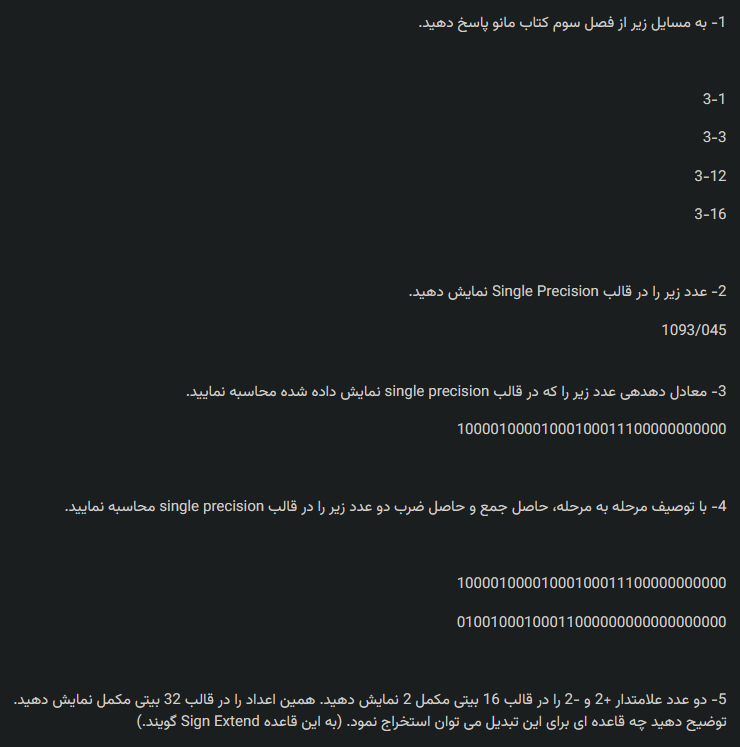 1- به مسایل زیر از فصل سوم کتاب مانو پاسخ دهید.
3-1
3-3
3-12
3-16
2- عدد زیر را در قالب Single Precision نمایش دهید.
1093/045
3- معادل دهدهی عدد زیر را که در قالب single precision نمایش داده شده محاسبه نمایید.
10000100001000100011100000000000
4- با توصیف مرحله به مرحله، حاصل جمع و حاصل ضرب دو عدد زیر را در قالب single precision محاسبه نمایید.
10000100001000100011100000000000
01001000100011000000000000000000
5- دو عدد علامتدار +2 و -2 را در قالب 16 بیتی مکمل 2 نمایش دهید. همین اعداد را در قالب 32 بیتی مکمل نمایش دهید.
توضیح دهید چه قاعده ای برای این تبدیل می توان استخراج نمود. (به این قاعده Sign Extend گویند.)